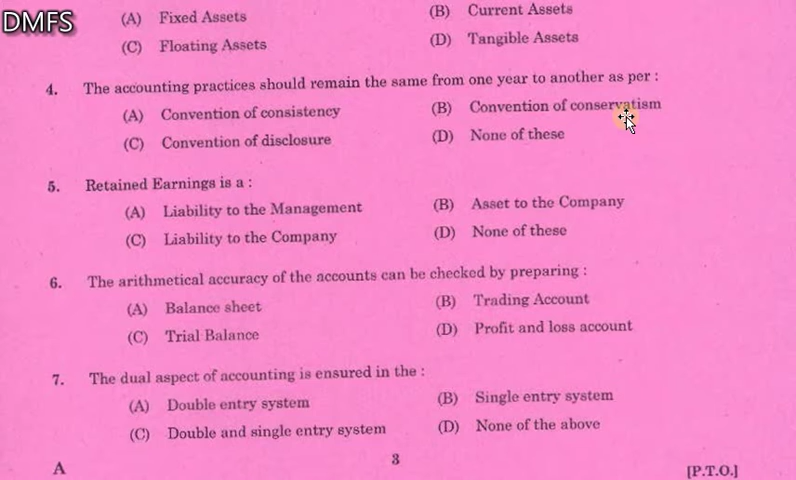 DMFS
(A) Fixed Assets (B) Current Assets
(C) Floating Assets (D) Tangible Assets
4. The accounting practices should remain the same from one year to another as per :
(A) Convention of consistency (B) Convention of conservatism
(C) Convention of disclosure (D) None of these
5. Retained Earnings is a :
(A) Liability to the Management (B) Asset to the Company
(C) Liability to the Company (D) None of these
6. The arithmetical accuracy of the accounts can be checked by preparing :
(A) Balance sheet (B) Trading Account
(C) Trial Balance (D) Profit and loss account
7. The dual aspect of accounting is ensured in the :
(A) Double entry system (B) Single entry system
(C) Double and single entry system (D) None of the above
A 3 [P.T.O.]